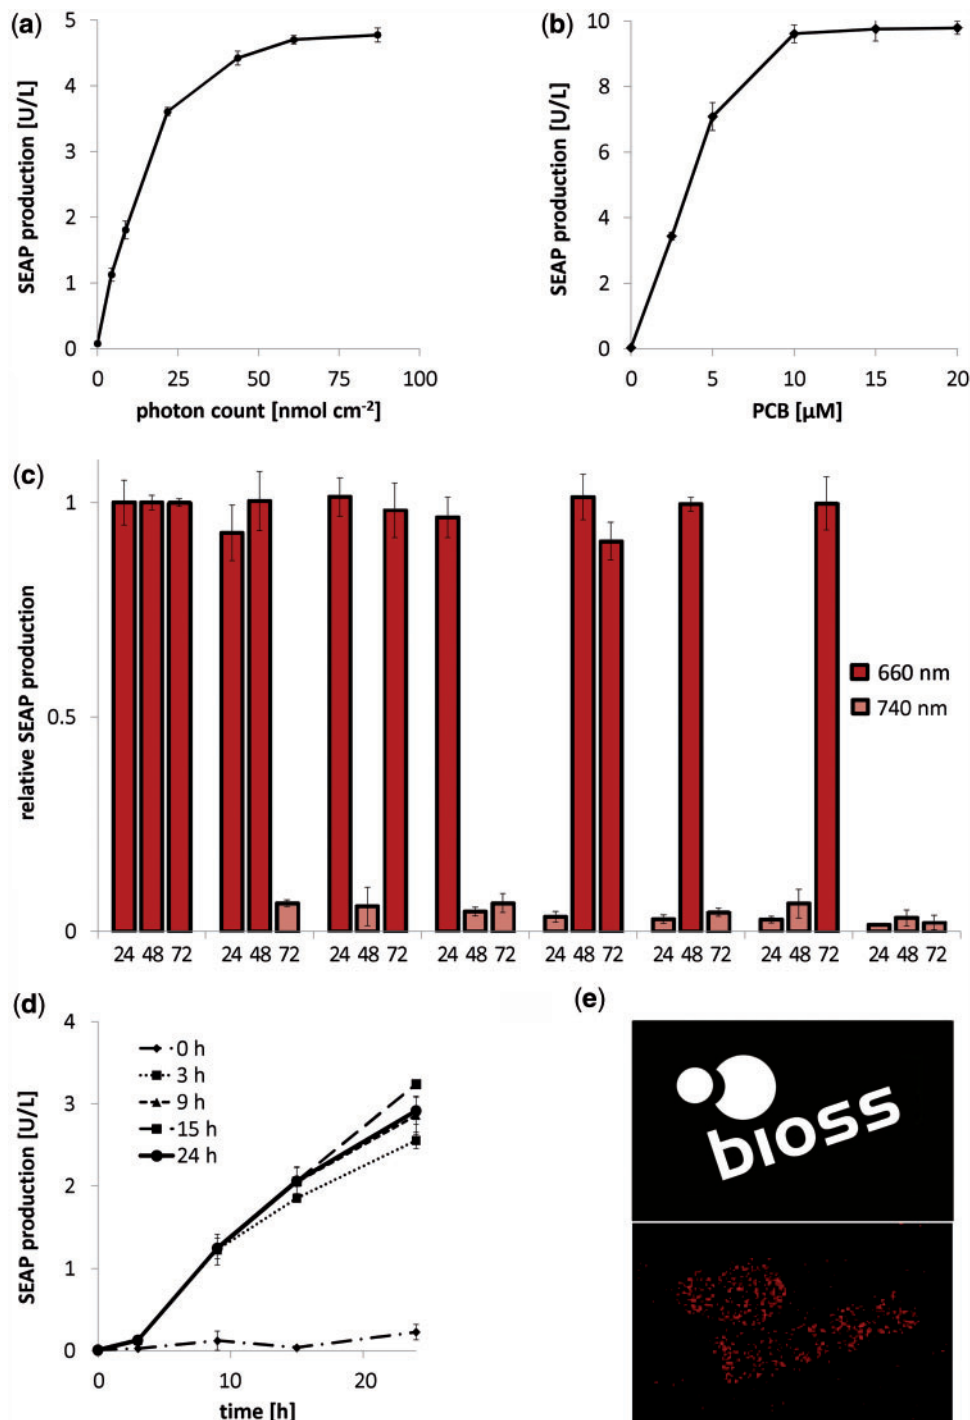 (a)
5
4
3
2
1
0
SEAP production [U/L]
0 25 50 75 100
photon count [nmol cm-2]
(b)
10
8
6
4
2
0
SEAP production [U/L]
0 5 10 15 20
PCB [µM]
(c)
1
0.5
0
relative SEAP production
660 nm
740 nm
24 48 72 24 48 72 24 48 72 24 48 72 24 48 72 24 48 72 24 48 72 24 48 72
(d)
4
3
2
1
0
SEAP production [U/L]
0 h
3 h
9 h
15 h
24 h
0 10 20
time [h]
(e)
bioss